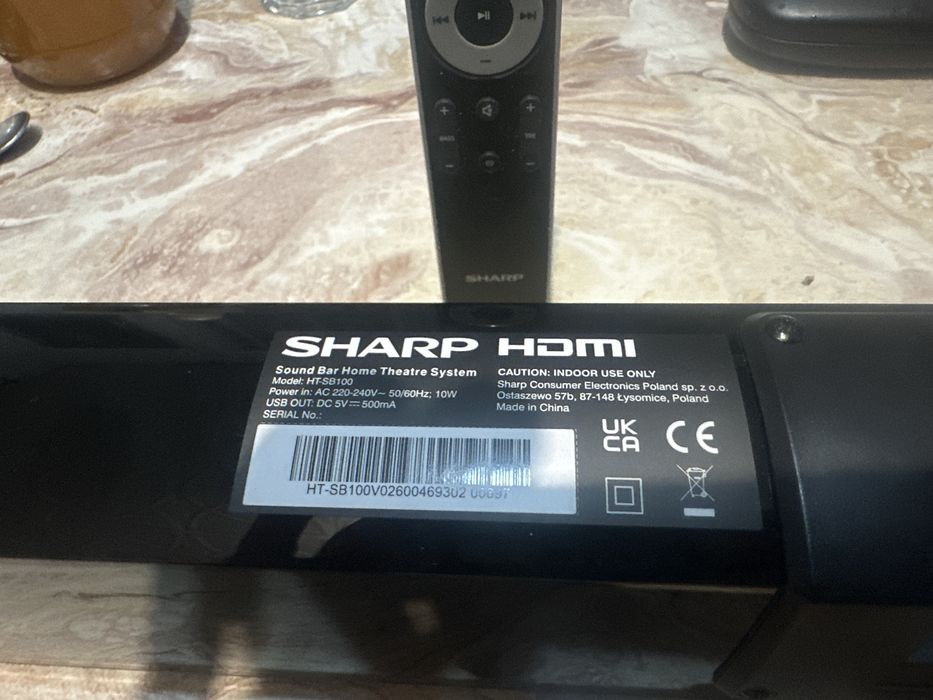 BASS
SHARP
SHARP HDMI
Sound Bar Home Theatre System
Model: HT-SB100
Power in: AC 220-240V~ 50/60Hz; 10W
USB OUT: DC 5V⎓500mA
SERIAL No.:
HT-SB100V02600469302
CAUTION: INDOOR USE ONLY
Sharp Consumer Electronics Poland sp. z o.o.
Ostaszewo 57b, 87-148 Łysomice, Poland
Made in China
UK
CA
CE